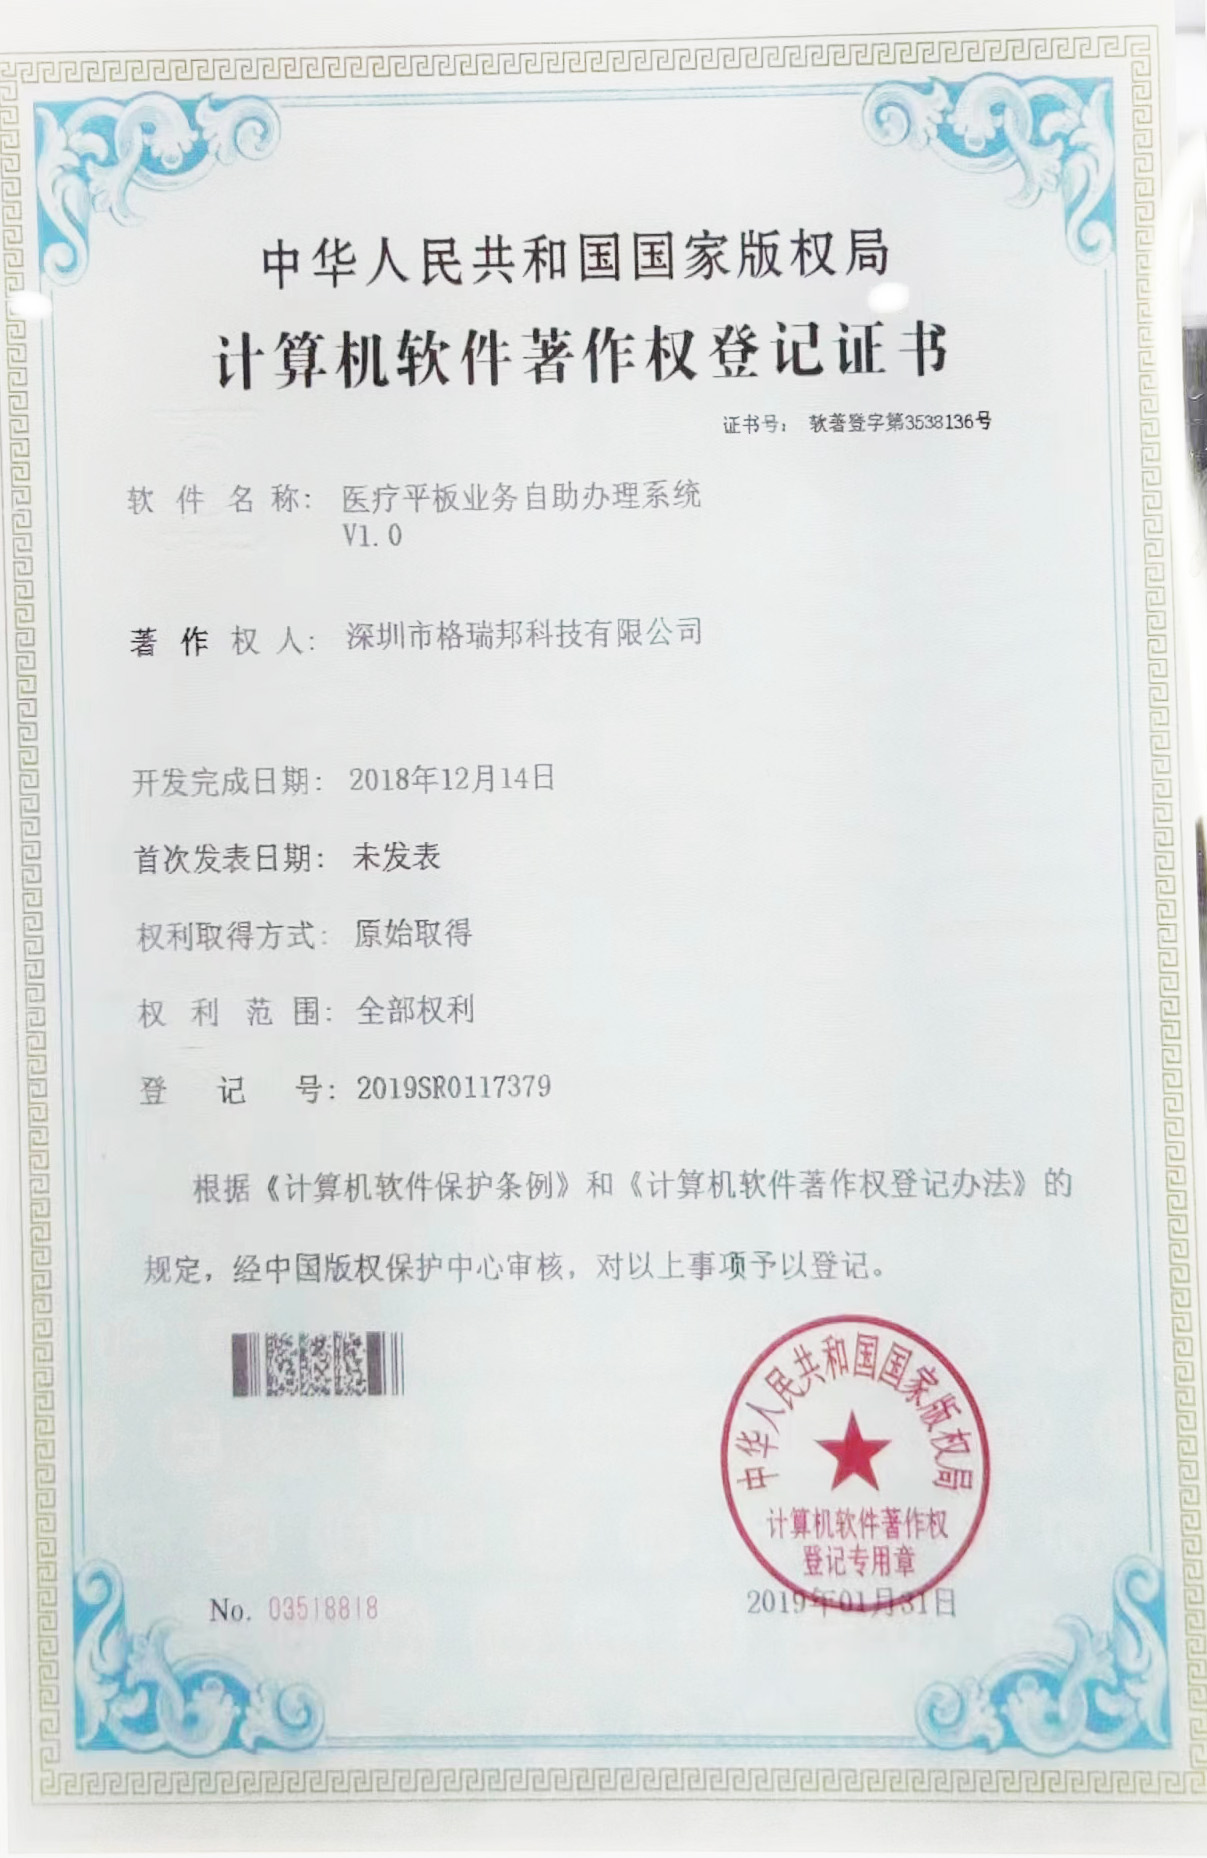 中华人民共和国国家版权局
计算机软件著作权登记证书
证书号： 软著登字第3538136号
软件名称： 医疗平板业务自助办理系统
V1.0
著作权人： 深圳市格瑞邦科技有限公司
开发完成日期： 2018年12月14日
首次发表日期： 未发表
权利取得方式： 原始取得
权利范围： 全部权利
登记号： 2019SR0117379
根据《计算机软件保护条例》和《计算机软件著作权登记办法》的
规定，经中国版权保护中心审核，对以上事项予以登记。
中华人民共和国国家版权局
计算机软件著作权
登记专用章
No. 03518818
2019年01月31日